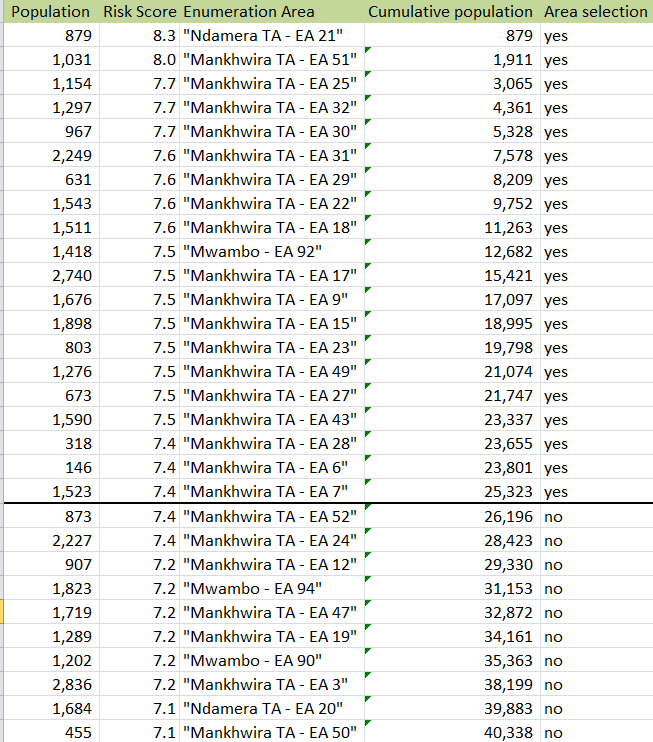 Population Risk Score Enumeration Area Cumulative population Area selection
879 8.3 "Ndamera TA - EA 21" 879 yes
1,031 8.0 "Mankhwira TA - EA 51" 1,911 yes
1,154 7.7 "Mankhwira TA - EA 25" 3,065 yes
1,297 7.7 "Mankhwira TA - EA 32" 4,361 yes
967 7.7 "Mankhwira TA - EA 30" 5,328 yes
2,249 7.6 "Mankhwira TA - EA 31" 7,578 yes
631 7.6 "Mankhwira TA - EA 29" 8,209 yes
1,543 7.6 "Mankhwira TA - EA 22" 9,752 yes
1,511 7.6 "Mankhwira TA - EA 18" 11,263 yes
1,418 7.5 "Mwambo - EA 92" 12,682 yes
2,740 7.5 "Mankhwira TA - EA 17" 15,421 yes
1,676 7.5 "Mankhwira TA - EA 9" 17,097 yes
1,898 7.5 "Mankhwira TA - EA 15" 18,995 yes
803 7.5 "Mankhwira TA - EA 23" 19,798 yes
1,276 7.5 "Mankhwira TA - EA 49" 21,074 yes
673 7.5 "Mankhwira TA - EA 27" 21,747 yes
1,590 7.5 "Mankhwira TA - EA 43" 23,337 yes
318 7.4 "Mankhwira TA - EA 28" 23,655 yes
146 7.4 "Mankhwira TA - EA 6" 23,801 yes
1,523 7.4 "Mankhwira TA - EA 7" 25,323 yes
873 7.4 "Mankhwira TA - EA 52" 26,196 no
2,227 7.4 "Mankhwira TA - EA 24" 28,423 no
907 7.2 "Mankhwira TA - EA 12" 29,330 no
1,823 7.2 "Mwambo - EA 94" 31,153 no
1,719 7.2 "Mankhwira TA - EA 47" 32,872 no
1,289 7.2 "Mankhwira TA - EA 19" 34,161 no
1,202 7.2 "Mwambo - EA 90" 35,363 no
2,836 7.2 "Mankhwira TA - EA 3" 38,199 no
1,684 7.1 "Ndamera TA - EA 20" 39,883 no
455 7.1 "Mankhwira TA - EA 50" 40,338 no